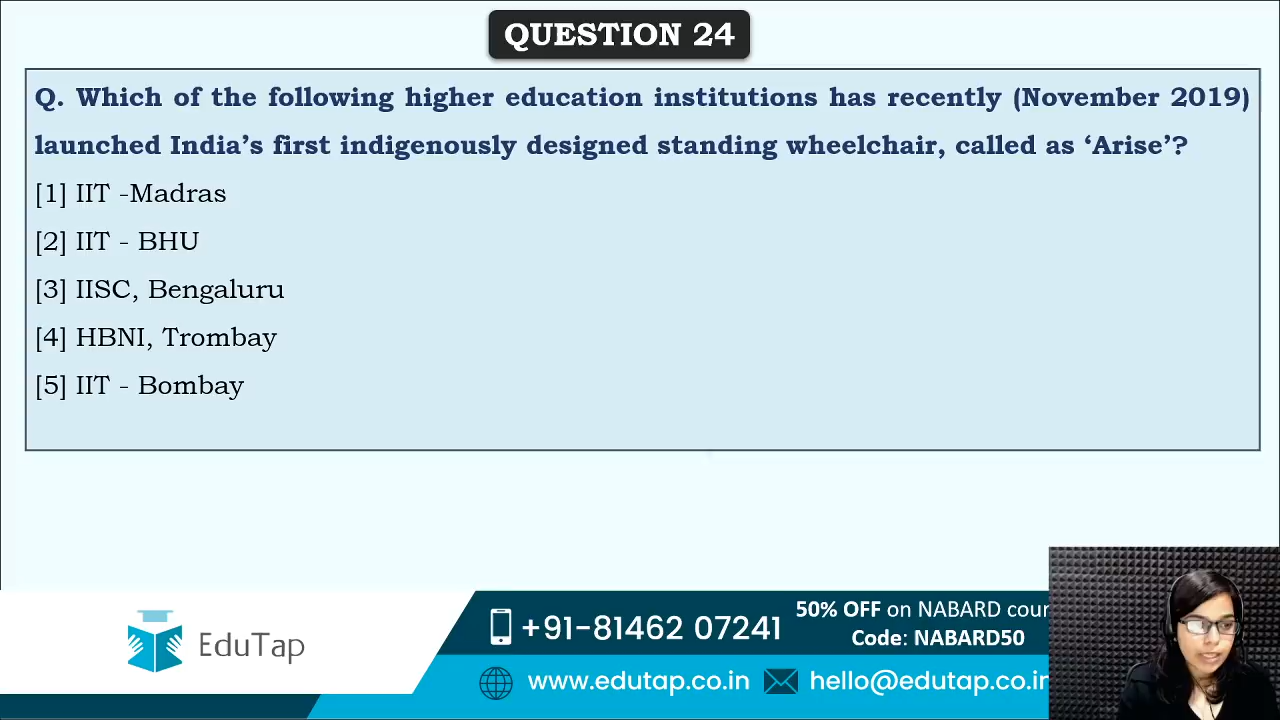 QUESTION 24
Q. Which of the following higher education institutions has recently (November 2019)
launched India's first indigenously designed standing wheelchair, called as ‘Arise’?
[1] IIT -Madras
[2] IIT - BHU
[3] IISC, Bengaluru
[4] HBNI, Trombay
[5] IIT - Bombay
EduTap
+91-81462 07241
50% OFF on NABARD cour
Code: NABARD50
www.edutap.co.in
hello@edutap.co.in